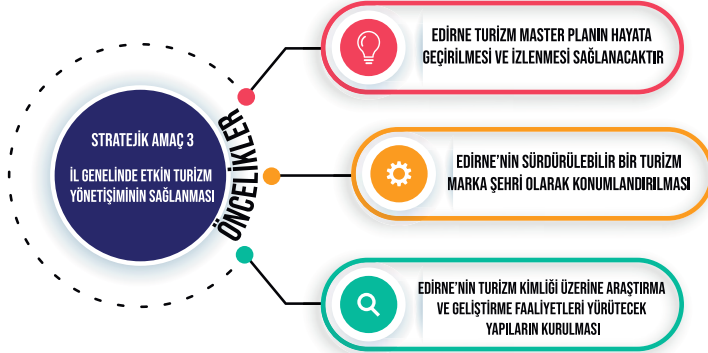 STRATEJİK AMAÇ 3
İL GENELİNDE ETKİN TURİZM
YÖNETİŞİMİNİN SAĞLANMASI
ÖNCELİKLER
EDİRNE TURİZM MASTER PLANIN HAYATA
GEÇİRİLMESİ VE İZLENMESİ SAĞLANACAKTIR
EDİRNE'NİN SÜRDÜRÜLEBİLİR BİR TURİZM
MARKA ŞEHRİ OLARAK KONUMLANDIRILMASI
EDİRNE'NİN TURİZM KİMLİĞİ ÜZERİNE ARAŞTIRMA
VE GELİŞTİRME FAALİYETLERİ YÜRÜTECEK
YAPILARIN KURULMASI